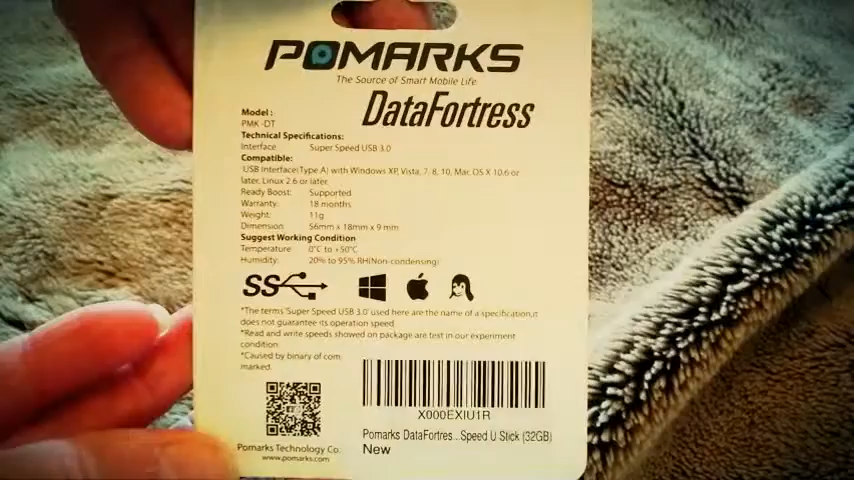 POMARKS
The Source of Smart Mobile Life
DataFortress
Model :
PMK -DT
Technical Specifications:
Interface Super Speed USB 3.0
Compatible:
USB Interface(Type A) with Windows XP, Vista, 7, 8, 10, Mac OS X 10.6 or
later, Linux 2.6 or later.
Ready Boost: Supported
Warranty: 18 months
Weight: 11g
Dimension 56mm x 18mm x 9 mm
Suggest Working Condition
Temperature 0°C to +50°C
Humidity: 20% to 95% RH(Non-condensing)
SS
*The terms 'Super Speed USB 3.0' used here are the name of a specification,it
does not guarantee its operation speed.
*Read and write speeds showed on package are test in our experiment
condition
*Caused by binary of com
marked.
X000EXIU1R
Pomarks DataFortres... Speed U Stick (32GB)
New
Pomarks Technology Co.
www.pomarks.com